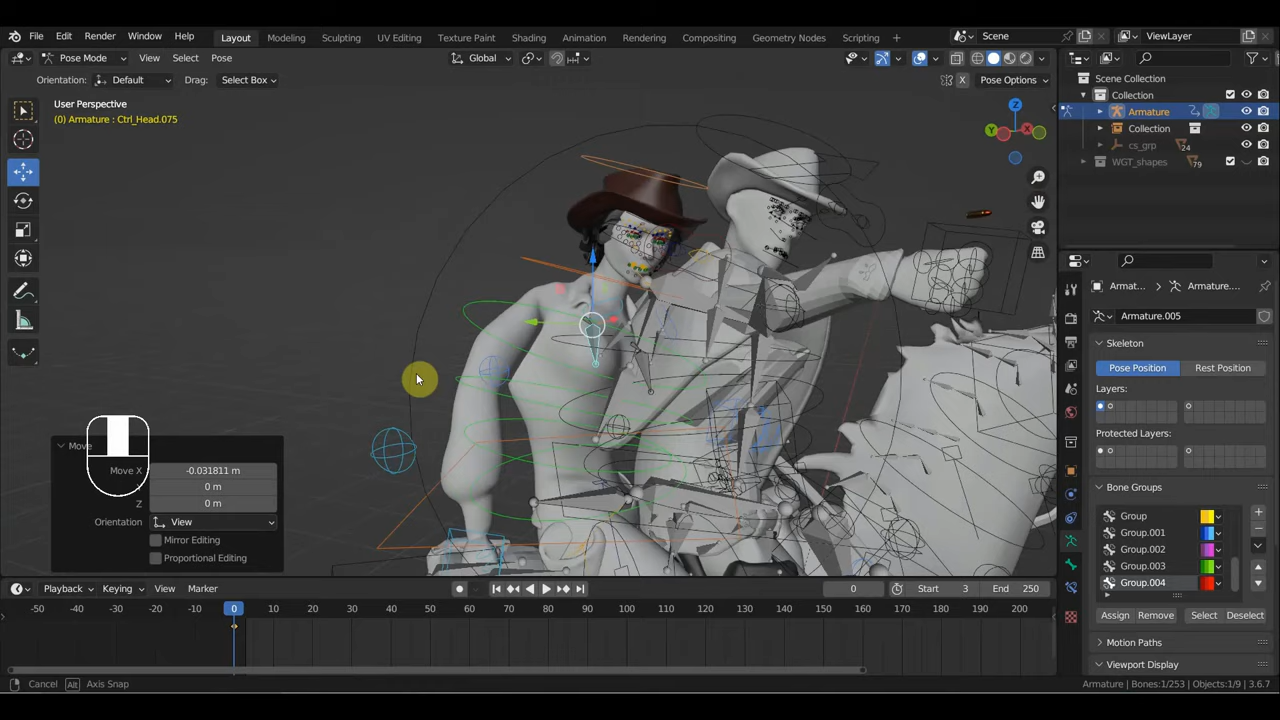 File Edit Render Window Help
Layout Modeling Sculpting UV Editing Texture Paint Shading Animation Rendering Compositing Geometry Nodes Scripting +
Scene
ViewLayer
Pose Mode View Select Pose
Global
Orientation: Default Drag: Select Box
X Pose Options
User Perspective
(0) Armature : Ctrl_Head.075
Z
Y
X
Move
Move X -0.031811 m
0 m
Z 0 m
Orientation View
Mirror Editing
Proportional Editing
Scene Collection
Collection
Armature
Collection
cs_grp 24
WGT_shapes 79
Armat... Armature....
Armature.005
Skeleton
Pose Position Rest Position
Layers:
Protected Layers:
Bone Groups
Group
Group.001
Group.002
Group.003
Group.004
Assign Remove Select Deselect
Motion Paths
Viewport Display
Playback Keying View Marker
0 Start 3 End 250
-50 -40 -30 -20 -10 0 10 20 30 40 50 60 70 80 90 100 110 120 130 140 150 160 170 180 190 200
Cancel Alt Axis Snap
Armature | Bones:1/253 | Objects:1/9 | 3.6.7